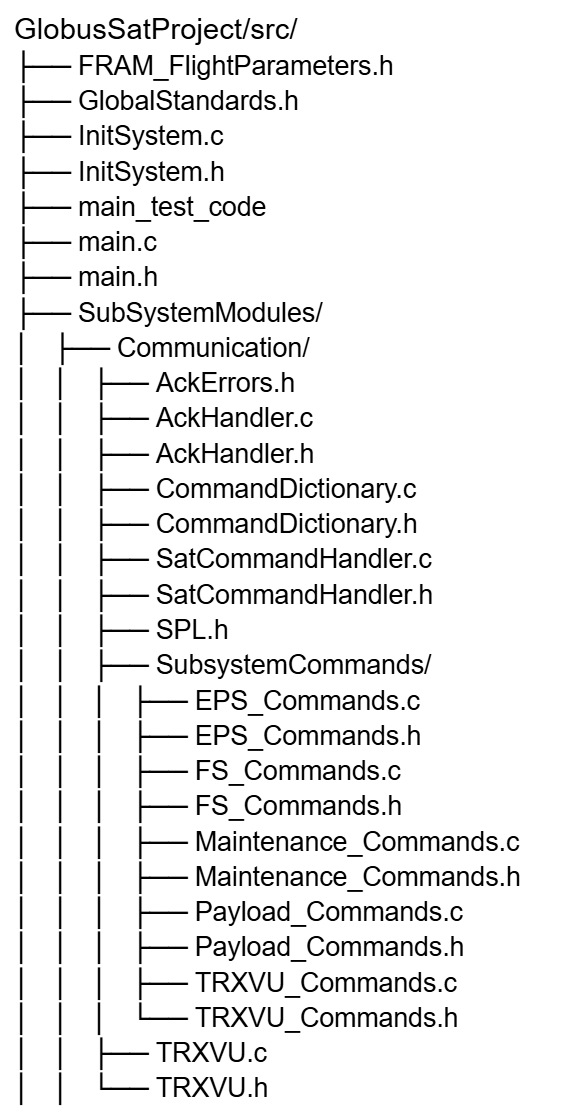 GlobusSatProject/src/
├── FRAM_FlightParameters.h
├── GlobalStandards.h
├── InitSystem.c
├── InitSystem.h
├── main_test_code
├── main.c
├── main.h
├── SubSystemModules/
│   ├── Communication/
│   │   ├── AckErrors.h
│   │   ├── AckHandler.c
│   │   ├── AckHandler.h
│   │   ├── CommandDictionary.c
│   │   ├── CommandDictionary.h
│   │   ├── SatCommandHandler.c
│   │   ├── SatCommandHandler.h
│   │   ├── SPL.h
│   │   ├── SubsystemCommands/
│   │   │   ├── EPS_Commands.c
│   │   │   ├── EPS_Commands.h
│   │   │   ├── FS_Commands.c
│   │   │   ├── FS_Commands.h
│   │   │   ├── Maintenance_Commands.c
│   │   │   ├── Maintenance_Commands.h
│   │   │   ├── Payload_Commands.c
│   │   │   ├── Payload_Commands.h
│   │   │   ├── TRXVU_Commands.c
│   │   │   └── TRXVU_Commands.h
│   │   ├── TRXVU.c
│   │   └── TRXVU.h